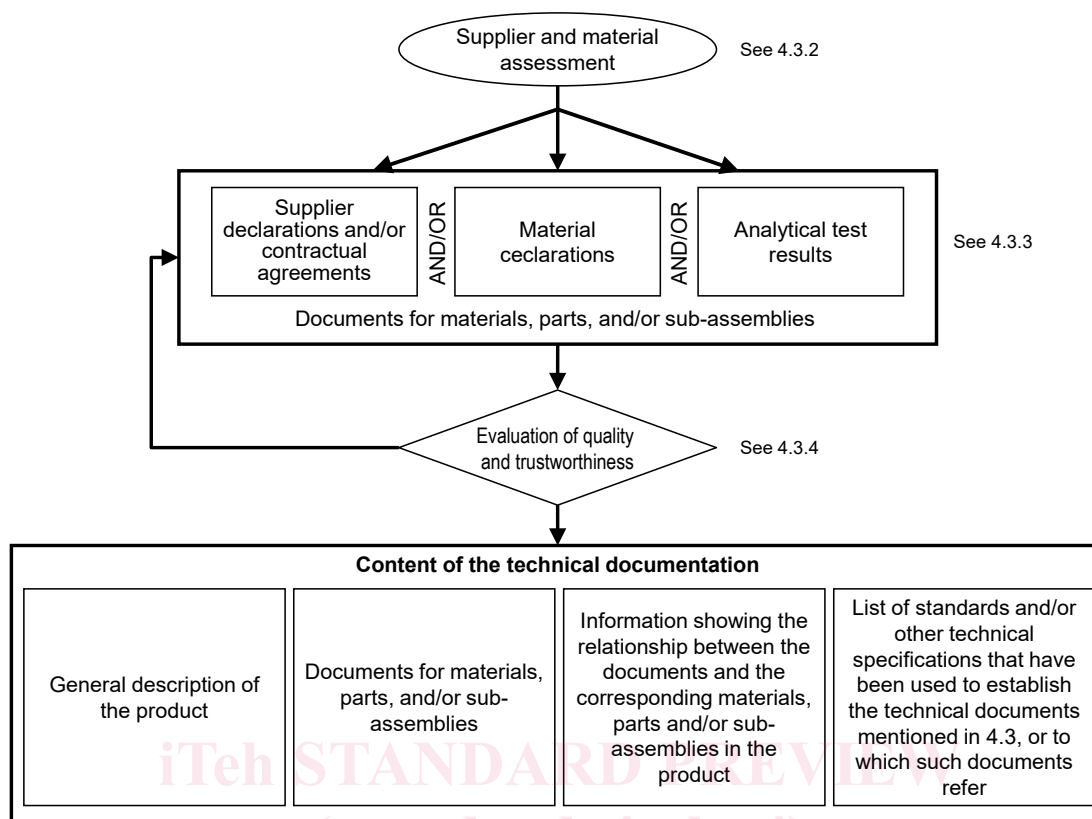 Supplier and material
assessment
See 4.3.2
Supplier
declarations and/or
contractual
agreements
AND/OR
Material
ceclarations
AND/OR
Analytical test
results
See 4.3.3
Documents for materials, parts, and/or sub-assemblies
Evaluation of quality
and trustworthiness
See 4.3.4
Content of the technical documentation
General description of
the product
Documents for materials,
parts, and/or sub-
assemblies
Information showing the
relationship between the
documents and the
corresponding materials,
parts and/or sub-
assemblies in the
product
List of standards and/or
other technical
specifications that have
been used to establish
the technical documents
mentioned in 4.3, or to
which such documents
refer
iTeh STANDARD PREVIEW